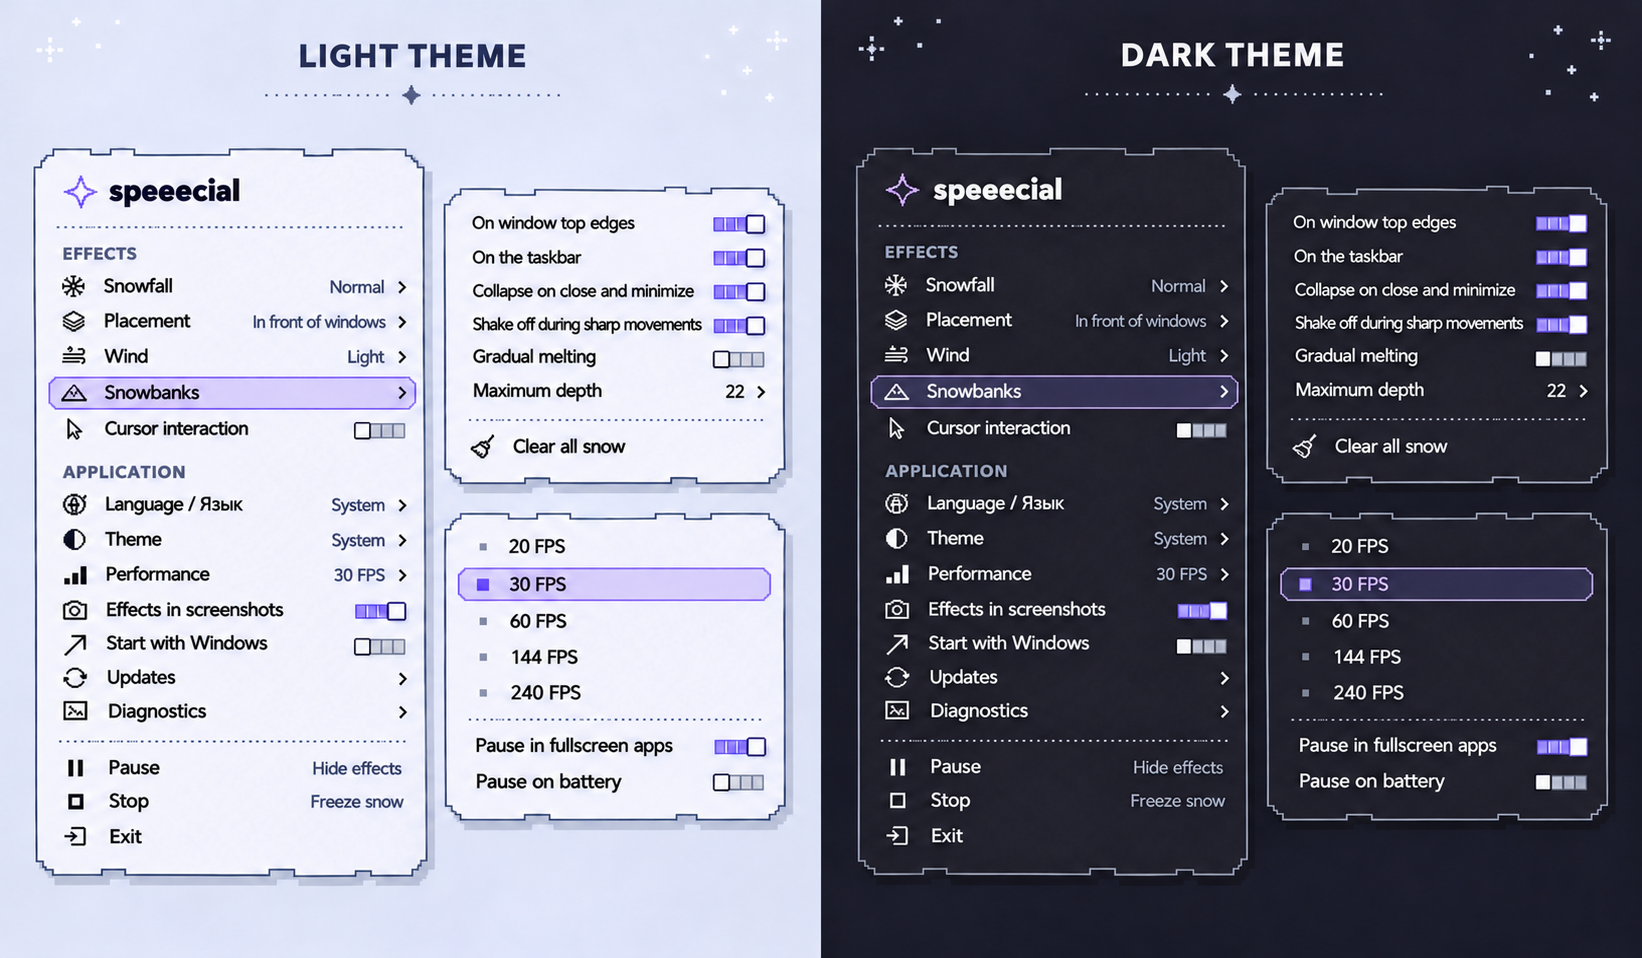 LIGHT THEME
speeecial
EFFECTS
Snowfall Normal
Placement In front of windows
Wind Light
Snowbanks
Cursor interaction
APPLICATION
Language / Язык System
Theme System
Performance 30 FPS
Effects in screenshots
Start with Windows
Updates
Diagnostics
Pause Hide effects
Stop Freeze snow
Exit
On window top edges
On the taskbar
Collapse on close and minimize
Shake off during sharp movements
Gradual melting
Maximum depth 22
Clear all snow
20 FPS
30 FPS
60 FPS
144 FPS
240 FPS
Pause in fullscreen apps
Pause on battery
DARK THEME
speeecial
EFFECTS
Snowfall Normal
Placement In front of windows
Wind Light
Snowbanks
Cursor interaction
APPLICATION
Language / Язык System
Theme System
Performance 30 FPS
Effects in screenshots
Start with Windows
Updates
Diagnostics
Pause Hide effects
Stop Freeze snow
Exit
On window top edges
On the taskbar
Collapse on close and minimize
Shake off during sharp movements
Gradual melting
Maximum depth 22
Clear all snow
20 FPS
30 FPS
60 FPS
144 FPS
240 FPS
Pause in fullscreen apps
Pause on battery